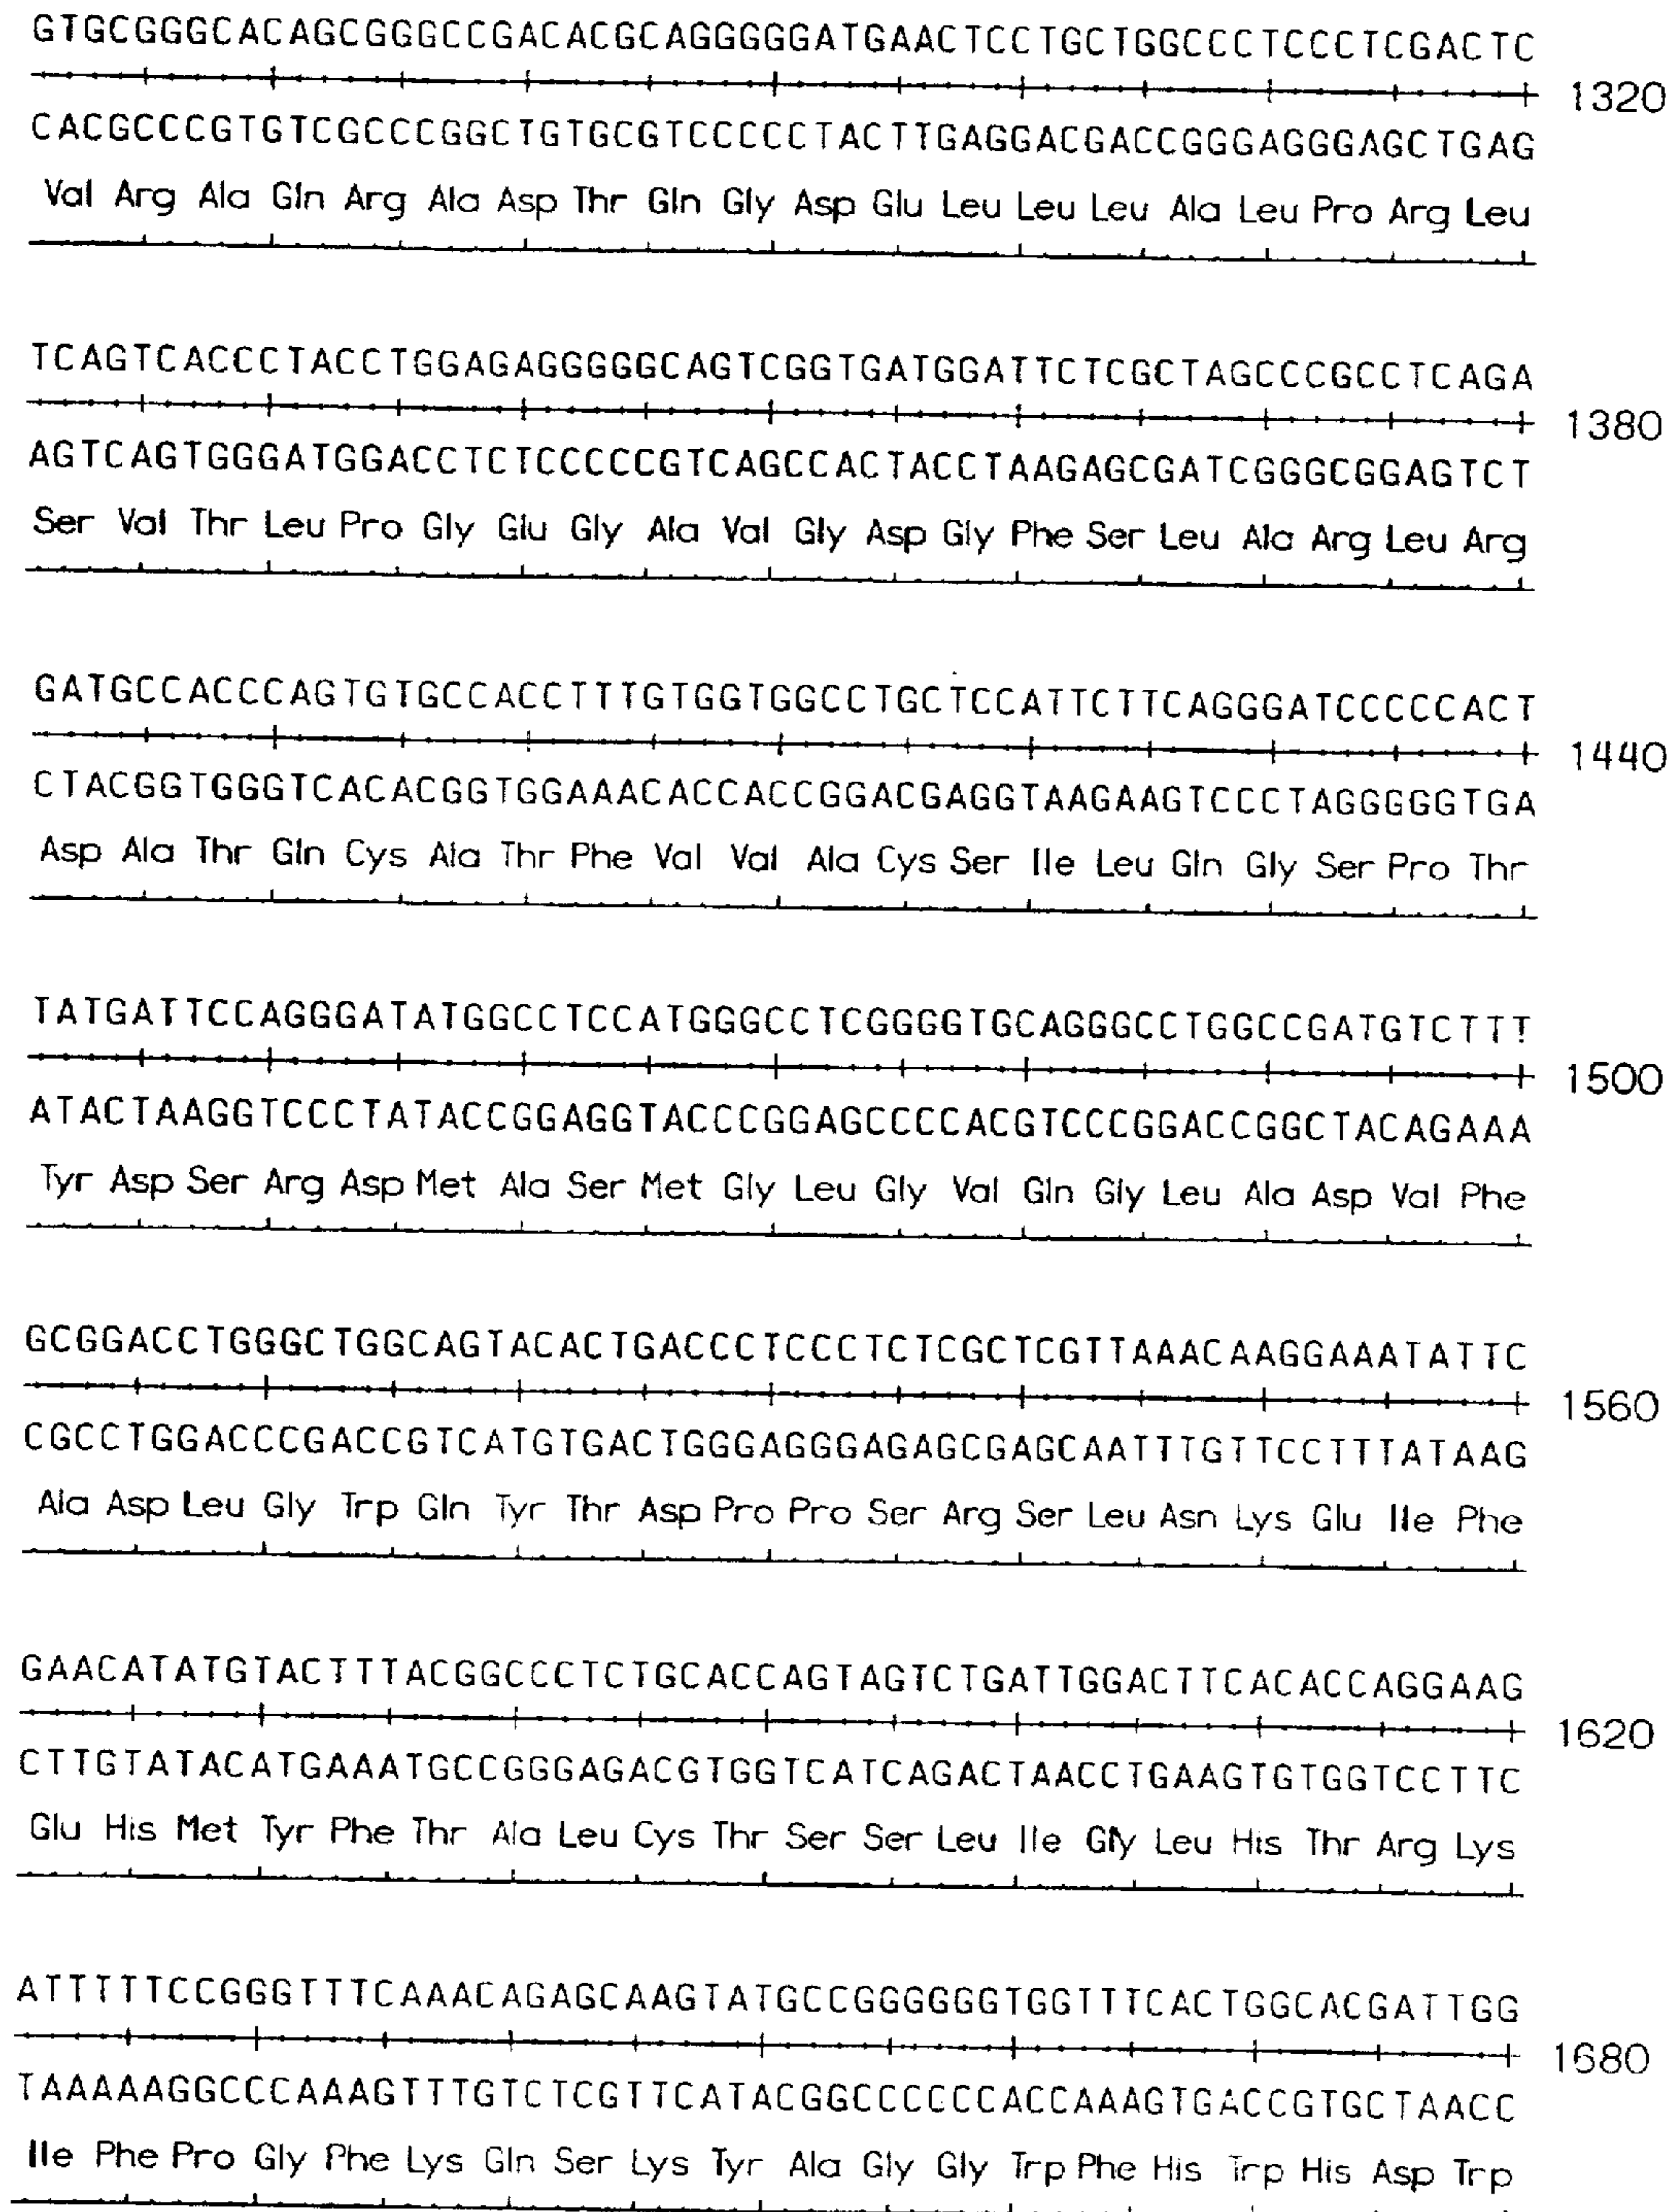 GTGCGGGCACAGCGGGCCGACACGCAGGGGGATGAACTCCTGCTGGCCCTCCCTCGACTC
1320
CACGCCCGTGTCGCCCGGCTGTGCGTCCCCCTACTTGAGGACGACCGGGAGGGAGCTGAG
Val Arg Ala Gln Arg Ala Asp Thr Gln Gly Asp Glu Leu Leu Leu Ala Leu Pro Arg Leu
TCAGTCACCCTACCTGGAGAGGGGGCAGTCGGTGATGGATTCTCGCTAGCCCGCCTCAGA
1380
AGTCAGTGGGATGGACCTCTCCCCCGTCAGCCACTACCTAAGAGCGATCGGGCGGAGTCT
Ser Val Thr Leu Pro Gly Glu Gly Ala Val Gly Asp Gly Phe Ser Leu Ala Arg Leu Arg
GATGCCACCCAGTGTGCCACCTTTGTGGTGGCCTGCTCCATTCTTCAGGGATCCCCCACT
1440
CTACGGTGGGTCACACGGTGGAAACACCACCGGACGAGGTAAGAAGTCCCTAGGGGGTGA
Asp Ala Thr Gln Cys Ala Thr Phe Val Val Ala Cys Ser Ile Leu Gln Gly Ser Pro Thr
TATGATTCCAGGGATATGGCCTCCATGGGCCTCGGGGTGCAGGGCCTGGCCGATGTCTTT
1500
ATACTAAGGTCCCTATACCGGAGGTACCCGGAGCCCCACGTCCCGGACCGGCTACAGAAA
Tyr Asp Ser Arg Asp Met Ala Ser Met Gly Leu Gly Val Gln Gly Leu Ala Asp Val Phe
GCGGACCTGGGCTGGCAGTACACTGACCCTCCCTCTCGCTCGTTAAACAAGGAAATATTC
1560
CGCCTGGACCCGACCGTCATGTGACTGGGAGGGAGAGCGAGCAATTTGTTCCTTTATAAG
Ala Asp Leu Gly Trp Gln Tyr Thr Asp Pro Pro Ser Arg Ser Leu Asn Lys Glu Ile Phe
GAACATATGTACTTTACGGCCCTCTGCACCAGTAGTCTGATTGGACTTCACACCAGGAAG
1620
CTTGTATACATGAAATGCCGGGAGACGTGGTCATCAGACTAACCTGAAGTGTGGTCCTTC
Glu His Met Tyr Phe Thr Ala Leu Cys Thr Ser Ser Leu Ile Gly Leu His Thr Arg Lys
ATTTTTCCGGGTTTCAAACAGAGCAAGTATGCCGGGGGGTGGTTTCACTGGCACGATTGG
1680
TAAAAAGGCCCAAAGTTTGTCTCGTTCATACGGCCCCCCACCAAAGTGACCGTGCTAACC
Ile Phe Pro Gly Phe Lys Gln Ser Lys Tyr Ala Gly Gly Trp Phe His Trp His Asp Trp